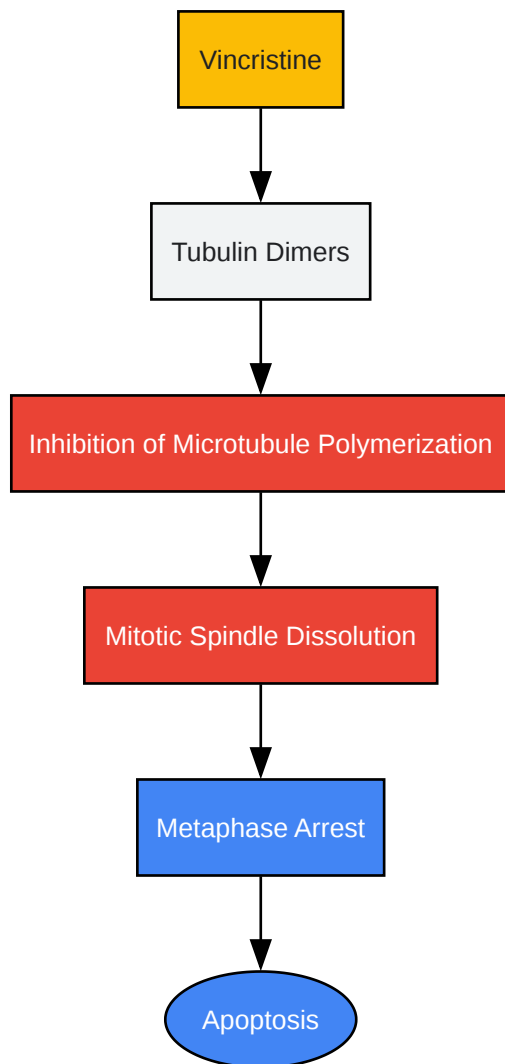 Vincristine
Tubulin Dimers
Inhibition of Microtubule Polymerization
Mitotic Spindle Dissolution
Metaphase Arrest
Apoptosis